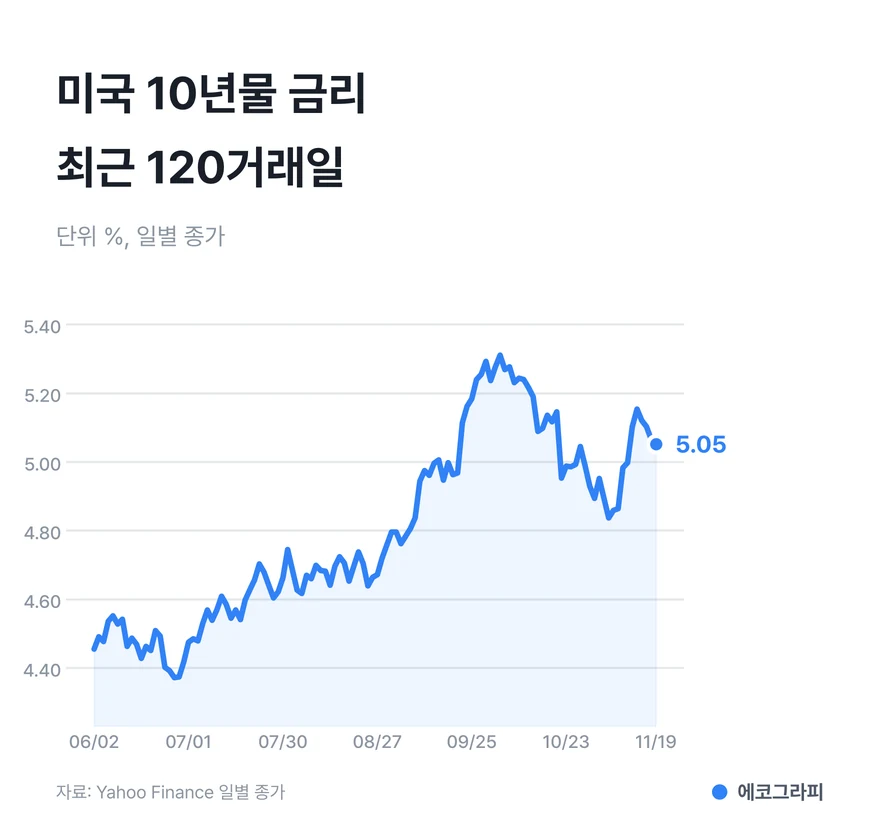 미국 10년물 금리
최근 120거래일
단위 %, 일별 종가
5.40
5.20
5.00
4.80
4.60
4.40
5.05
06/02 07/01 07/30 08/27 09/25 10/23 11/19
자료: Yahoo Finance 일별 종가
에코그라피